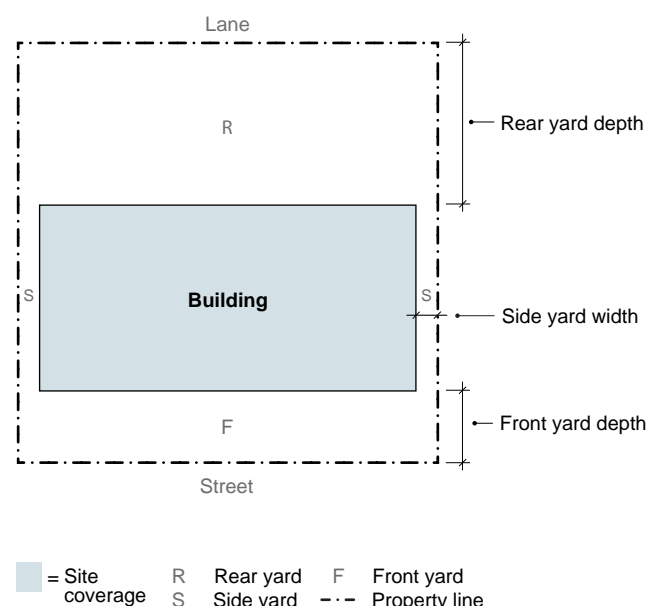 Lane
R
Rear yard depth
S
Building
S
Side yard width
F
Front yard depth
Street
= Site coverage
R Rear yard
F Front yard
S Side yard
Property line